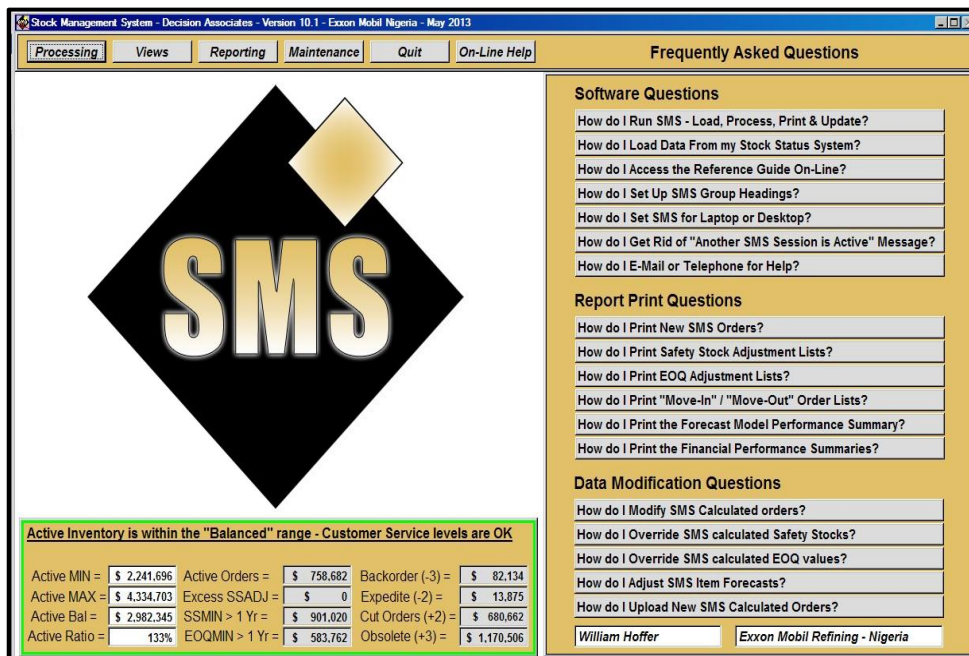 Stock Management System - Decision Associates - Version 10.1 - Exxon Mobil Nigeria - May 2013
Processing Views Reporting Maintenance Quit On-Line Help
Frequently Asked Questions
SMS
Active Inventory is within the "Balanced" range - Customer Service levels are OK
Active MIN = $ 2,241,696 Active Orders = $ 758,682 Backorder (-3) = $ 82,134
Active MAX = $ 4,334,703 Excess SSADJ = $ 0 Expedite (-2) = $ 13,875
Active Bal = $ 2,982,345 SSMIN > 1 Yr = $ 901,020 Cut Orders (+2) = $ 680,662
Active Ratio = 133% EOQMIN > 1 Yr = $ 583,762 Obsolete (+3) = $ 1,170,506
Software Questions
How do I Run SMS - Load, Process, Print & Update?
How do I Load Data From my Stock Status System?
How do I Access the Reference Guide On-Line?
How do I Set Up SMS Group Headings?
How do I Set SMS for Laptop or Desktop?
How do I Get Rid of "Another SMS Session is Active" Message?
How do I E-Mail or Telephone for Help?
Report Print Questions
How do I Print New SMS Orders?
How do I Print Safety Stock Adjustment Lists?
How do I Print EOQ Adjustment Lists?
How do I Print "Move-In" / "Move-Out" Order Lists?
How do I Print the Forecast Model Performance Summary?
How do I Print the Financial Performance Summaries?
Data Modification Questions
How do I Modify SMS Calculated orders?
How do I Override SMS calculated Safety Stocks?
How do I Override SMS calculated EOQ values?
How do I Adjust SMS Item Forecasts?
How do I Upload New SMS Calculated Orders?
William Hoffer Exxon Mobil Refining - Nigeria